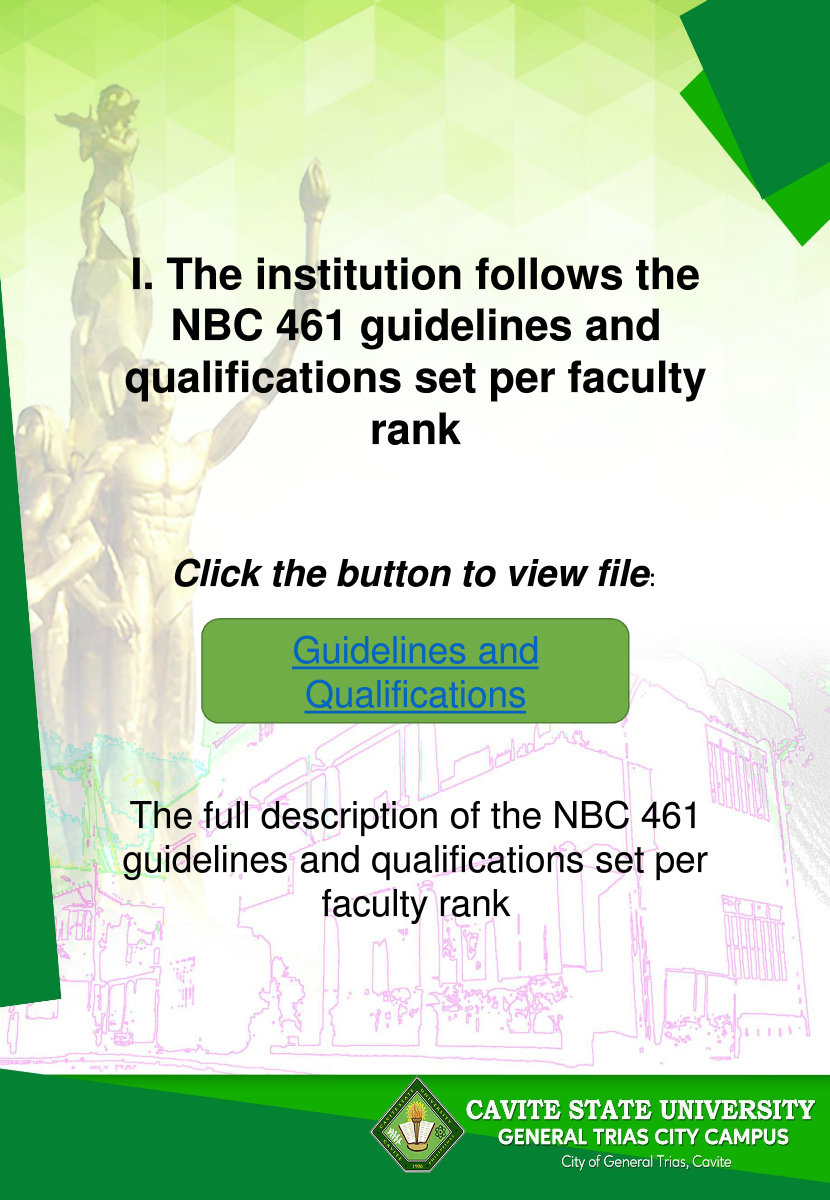 I. The institution follows the
NBC 461 guidelines and
qualifications set per faculty
rank
Click the button to view file:
Guidelines and
Qualifications
The full description of the NBC 461
guidelines and qualifications set per
faculty rank
CAVITE STATE UNIVERSITY
GENERAL TRIAS CITY CAMPUS
City of General Trias, Cavite
1906